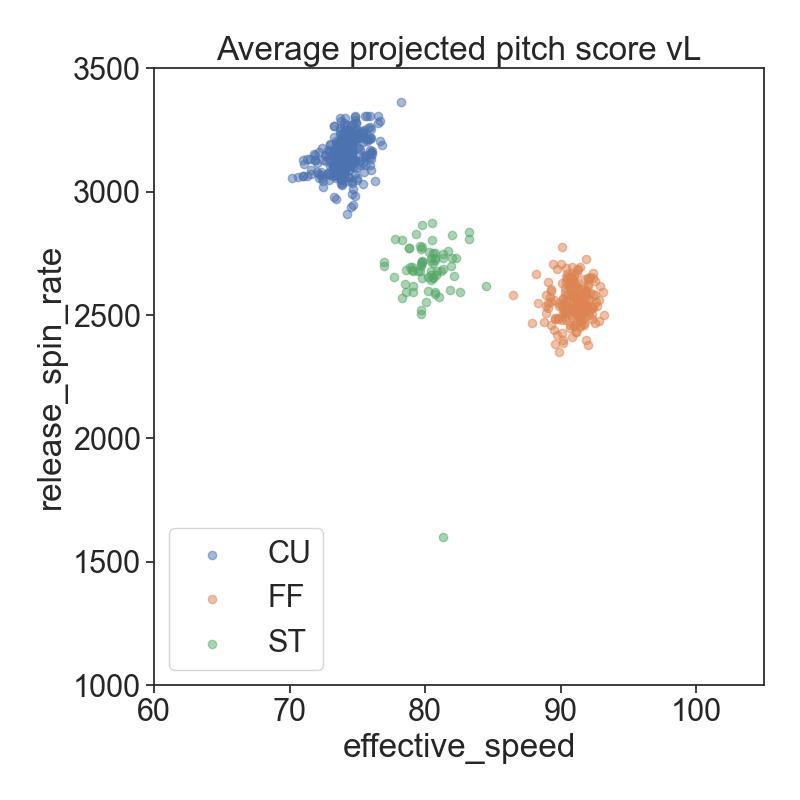 Average projected pitch score vL
3500
3000
2500
2000
1500
1000
release_spin_rate
CU
FF
ST
60
70
80
90
100
effective_speed